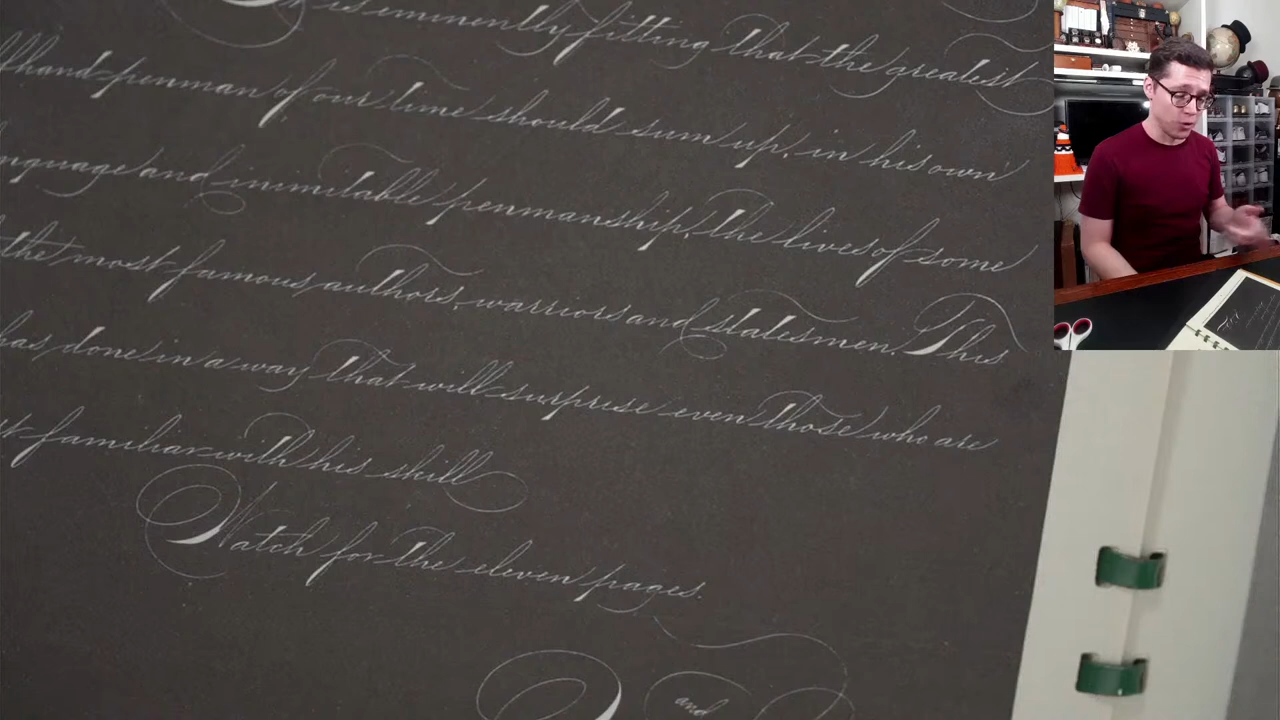 is eminently fitting that the greatest
penman of our time should sum up, in his own
and inimitable penmanship, the lives of some
the most famous authors, warriors and statesmen. This
has done in a way that will surprise even those who are
familiar with his skill
Watch for the eleven pages.
and